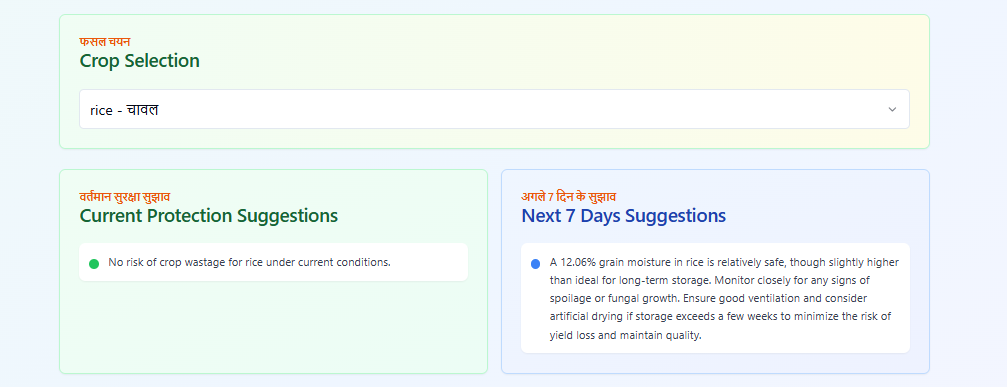 फसल चयन
Crop Selection
rice - चावल
वर्तमान सुरक्षा सुझाव
Current Protection Suggestions
No risk of crop wastage for rice under current conditions.
अगले 7 दिन के सुझाव
Next 7 Days Suggestions
A 12.06% grain moisture in rice is relatively safe, though slightly higher
than ideal for long-term storage. Monitor closely for any signs of
spoilage or fungal growth. Ensure good ventilation and consider
artificial drying if storage exceeds a few weeks to minimize the risk of
yield loss and maintain quality.